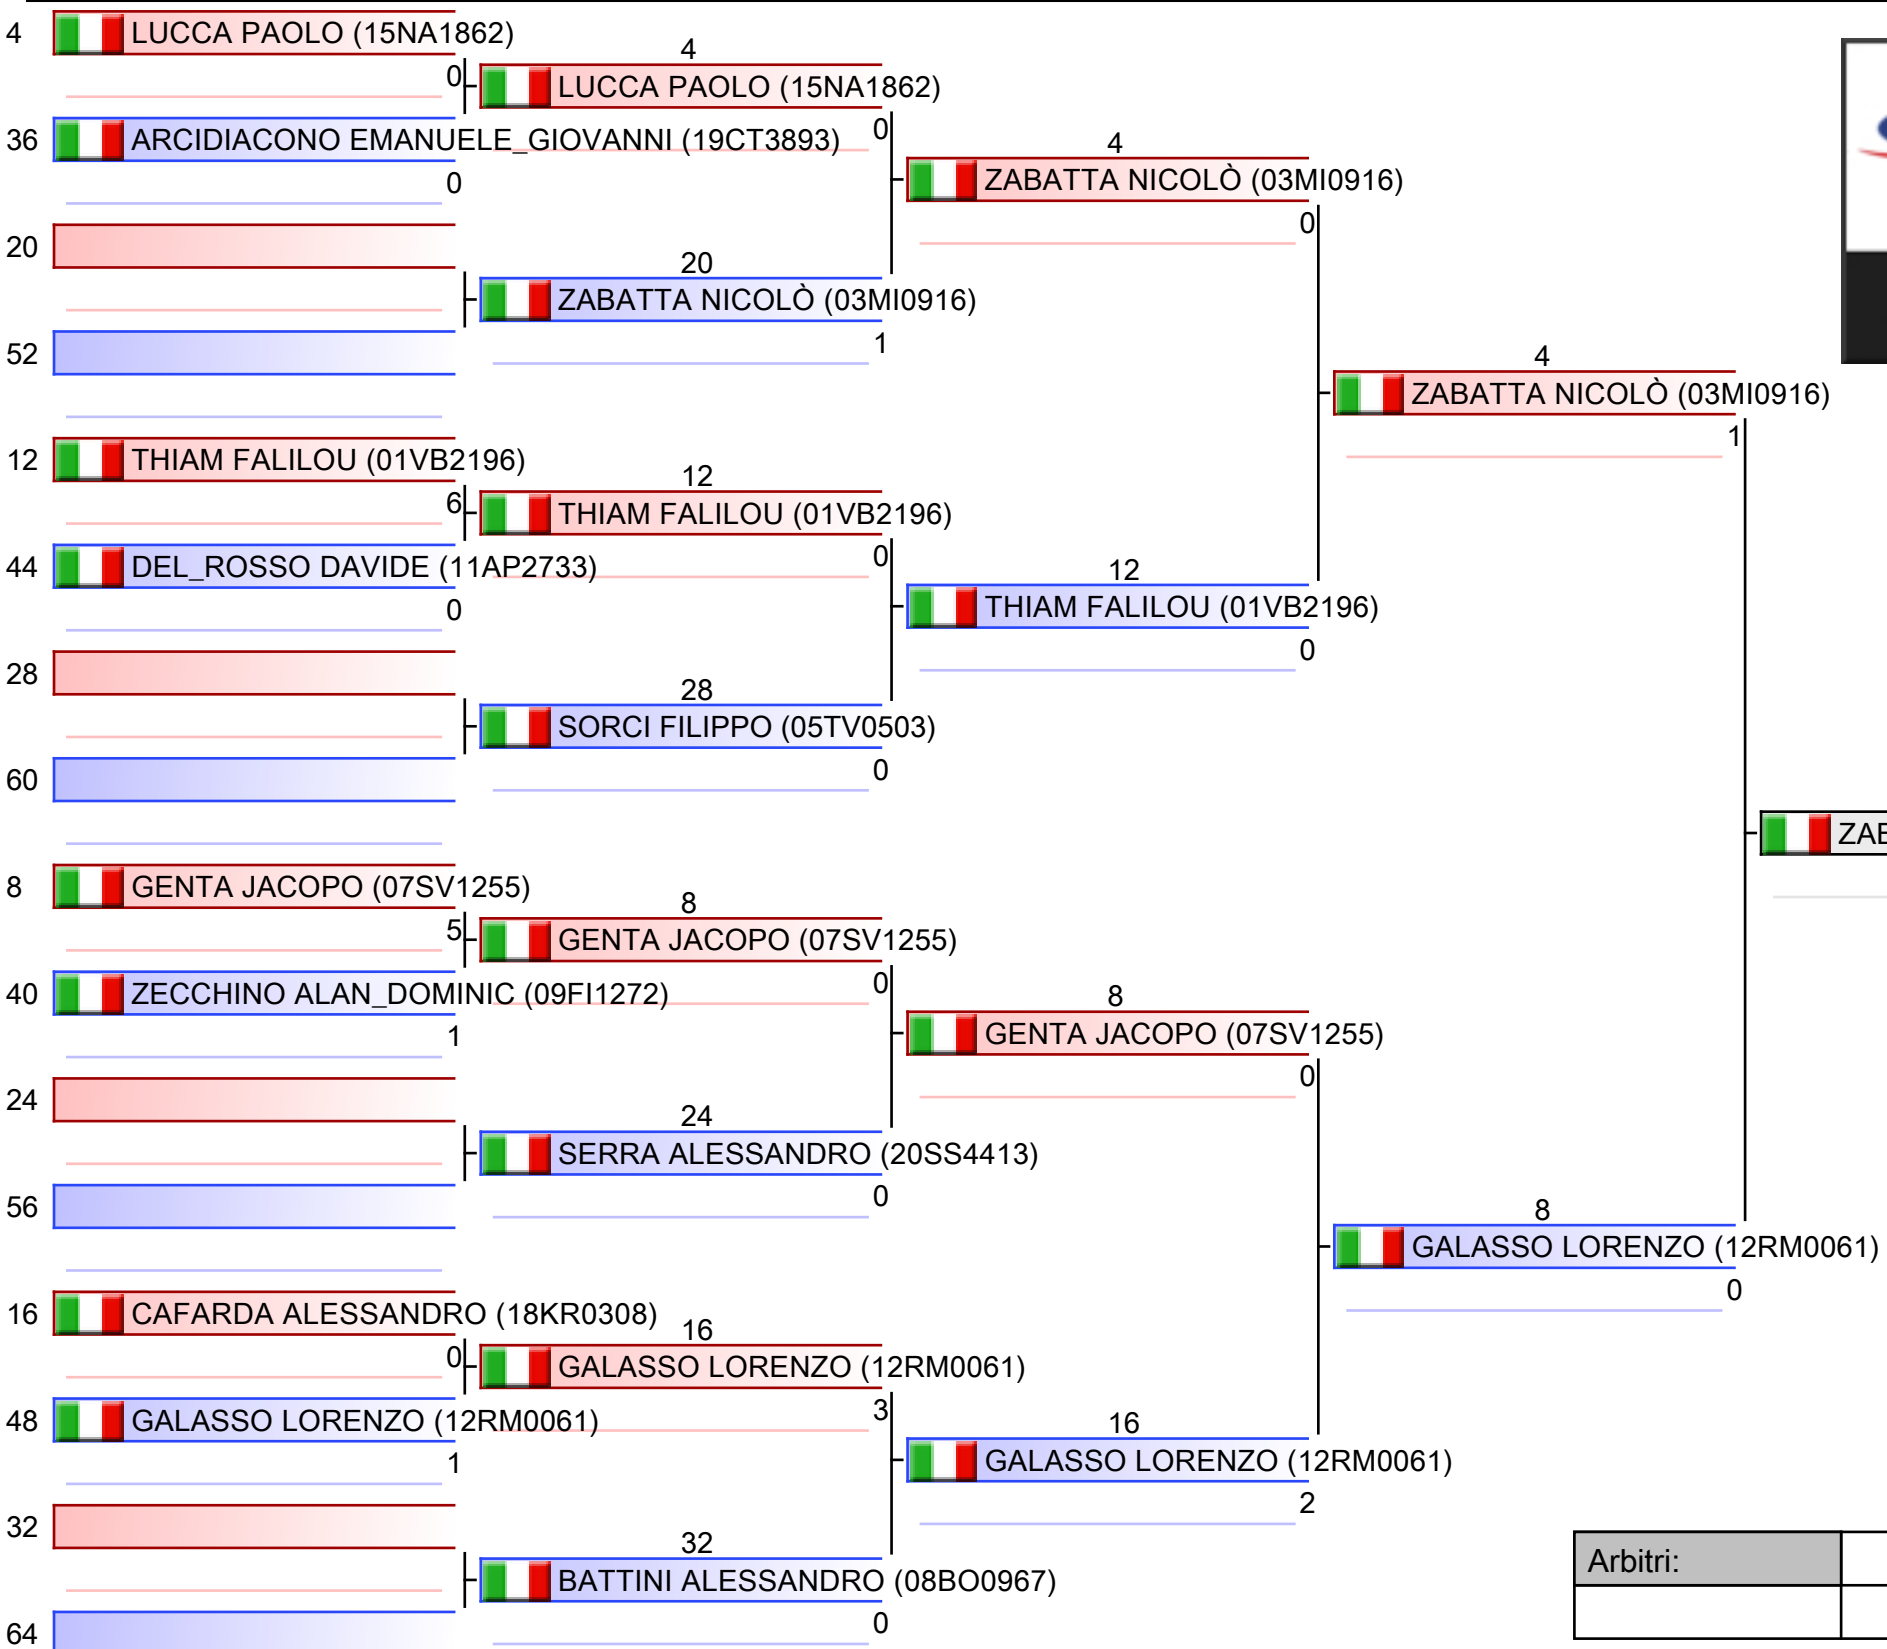 4 LUCCA PAOLO (15NA1862)
0
36 ARCIDIACONO EMANUELE_GIOVANNI (19CT3893)
0
20
52
12 THIAM FALILOU (01VB2196)
6
44 DEL_ROSSO DAVIDE (11AP2733)
0
28
60
8 GENTA JACOPO (07SV1255)
5
40 ZECCHINO ALAN_DOMINIC (09FI1272)
1
24
56
16 CAFARDA ALESSANDRO (18KR0308)
0
48 GALASSO LORENZO (12RM0061)
1
32
64
4
LUCCA PAOLO (15NA1862)
0
20
ZABATTA NICOLÒ (03MI0916)
1
12
THIAM FALILOU (01VB2196)
0
28
SORCI FILIPPO (05TV0503)
0
8
GENTA JACOPO (07SV1255)
0
24
SERRA ALESSANDRO (20SS4413)
0
16
GALASSO LORENZO (12RM0061)
3
32
BATTINI ALESSANDRO (08BO0967)
0
4
ZABATTA NICOLÒ (03MI0916)
0
12
THIAM FALILOU (01VB2196)
0
8
GENTA JACOPO (07SV1255)
0
16
GALASSO LORENZO (12RM0061)
2
4
ZABATTA NICOLÒ (03MI0916)
1
8
GALASSO LORENZO (12RM0061)
0
Arbitri: